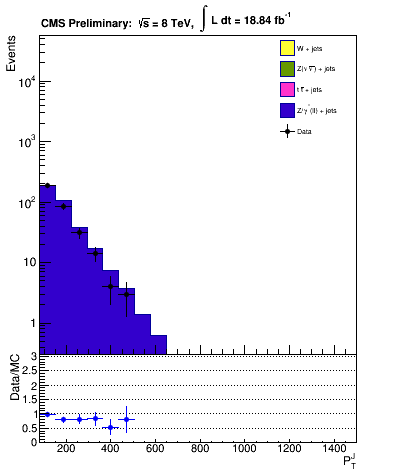 CMS Preliminary: √s = 8 TeV, ∫ L dt = 18.84 fb⁻¹
Events
W + jets
Z(ν ν̄) + jets
t t̄ + jets
Z/γ*(ll) + jets
Data
10⁴
10³
10²
10
1
Data/MC
3
2.5
2
1.5
1
0.5
0
200 400 600 800 1000 1200 1400
P_T^J